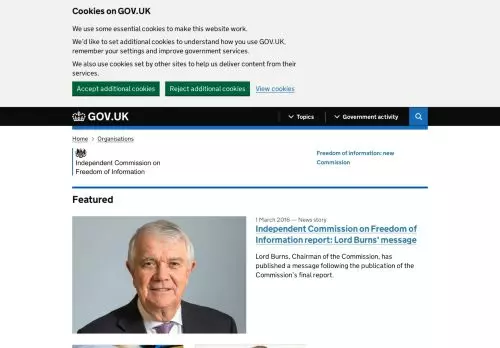 Cookies on GOV.UK
We use some essential cookies to make this website work.
We'd like to set additional cookies to understand how you use GOV.UK,
remember your settings and improve government services.
We also use cookies set by other sites to help us deliver content from their
services.
Accept additional cookies
Reject additional cookies
View cookies
GOV.UK
Topics
Government activity
Home > Organisations
Independent Commission on
Freedom of Information
Freedom of information: new
Commission
Featured
1 March 2016 — News story
Independent Commission on Freedom of
Information report: Lord Burns' message
Lord Burns, Chairman of the Commission, has
published a message following the publication of the
Commission's final report.